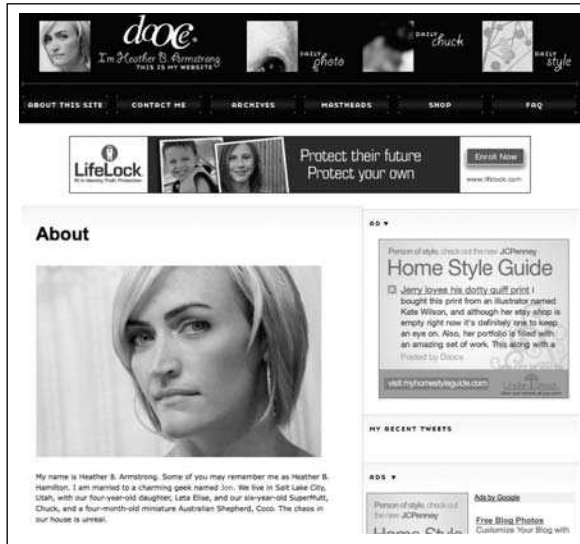 dooce®
I'm Heather B. Armstrong
THIS IS MY WEBSITE
DAILY photo
DAILY chuck
DAILY style
ABOUT THIS SITE CONTACT ME ARCHIVES MASTHEADS SHOP FAQ
LifeLock
Protect their future
Protect your own
Enroll Now
www.lifelock.com
About
My name is Heather B. Armstrong. Some of you may remember me as Heather B.
Hamilton. I am married to a charming geek named Jon. We live in Salt Lake City,
Utah, with our four-year-old daughter, Leta Elise, and our six-year-old SuperMutt,
Chuck, and a four-month-old miniature Australian Shepherd, Coco. The chaos in
our house is unreal.
AD ▼
Person of style, check out the new JCPenney
Home Style Guide
Jerry loves his dotty quiff print I
bought this print from an illustrator named
Kate Wilson, and although her etsy shop is
empty right now it's definitely one to keep
an eye on. Also, her portfolio is filled with
an amazing set of work. This along with a
Posted by Dooce
visit myhomestyleguide.com
MY RECENT TWEETS
ADS ▼
Person of style, check out
the new JCPenney
Home Style
Ads by Google
Free Blog Photos
Customize Your Blog with